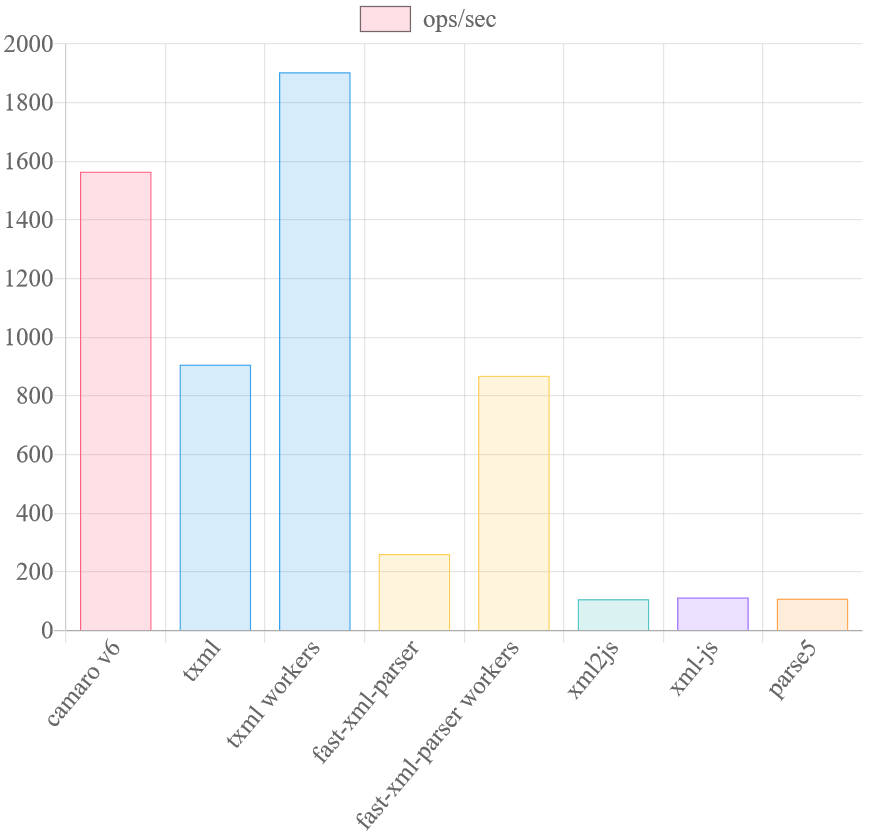 ops/sec
2000
1800
1600
1400
1200
1000
800
600
400
200
0
camaro v6
txml
txml workers
fast-xml-parser
fast-xml-parser workers
xml2js
xml-js
parse5